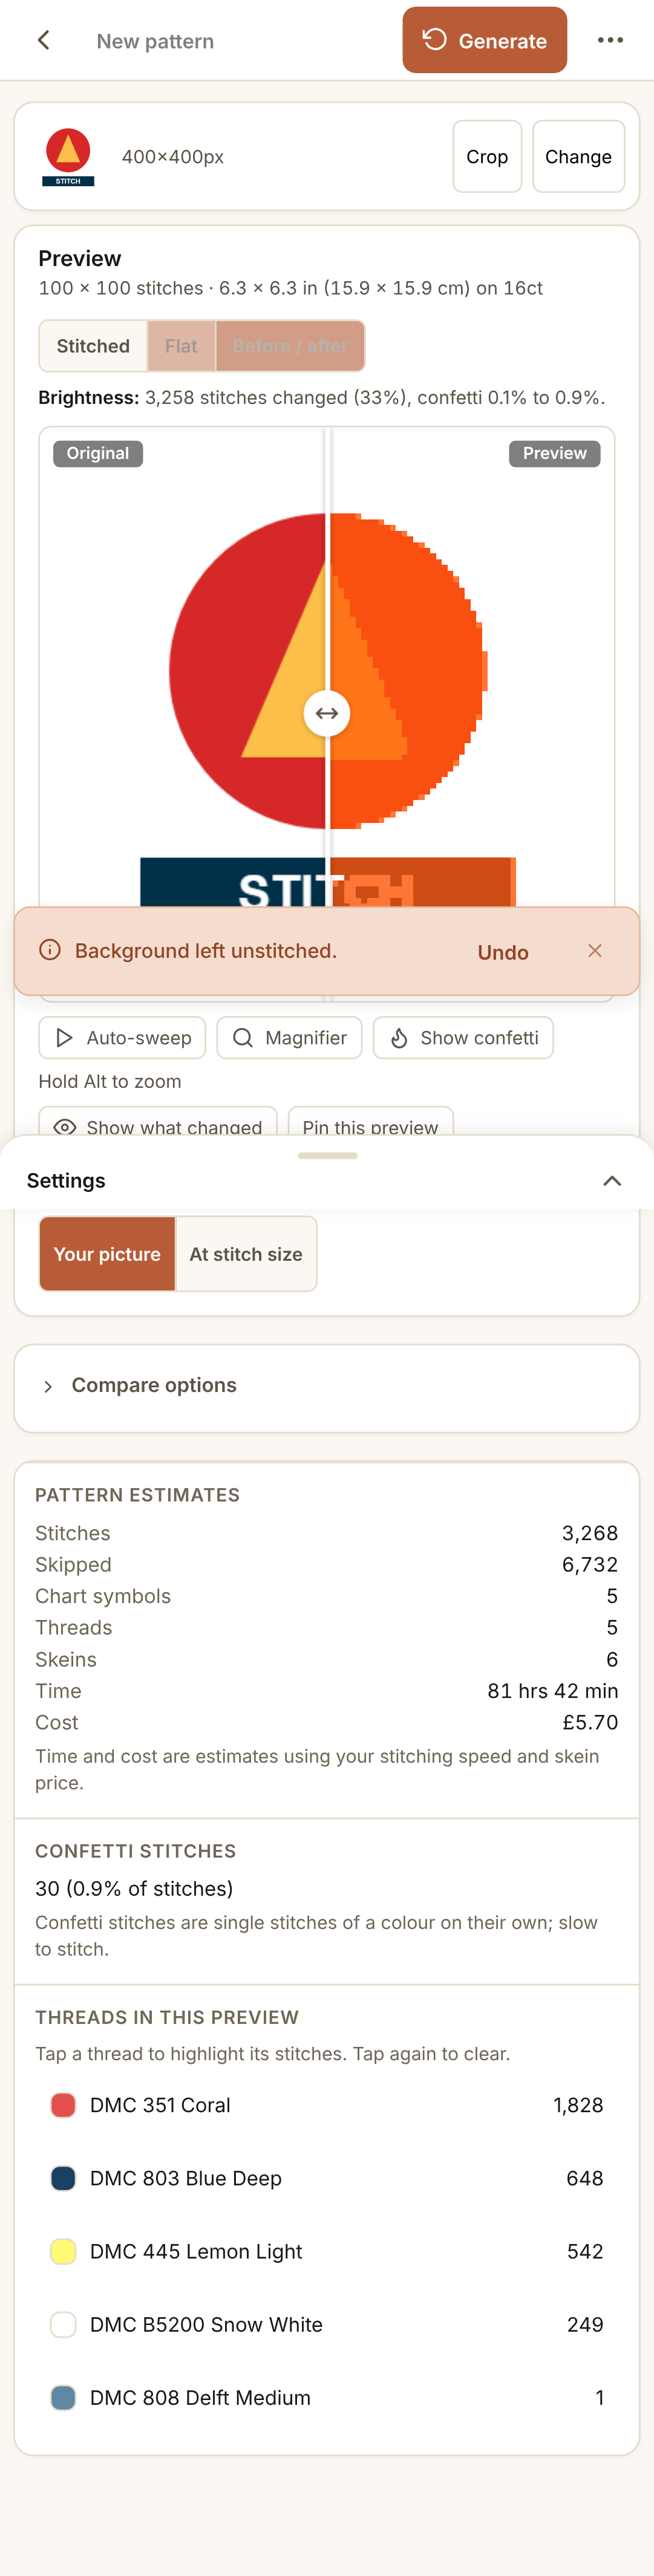 New pattern
Generate
STITCH
400×400px
Crop
Change
Preview
100 × 100 stitches · 6.3 × 6.3 in (15.9 × 15.9 cm) on 16ct
Stitched
Flat
Before / after
Brightness: 3,258 stitches changed (33%), confetti 0.1% to 0.9%.
Original
Preview
STIT
Background left unstitched.
Undo
Auto-sweep
Magnifier
Show confetti
Hold Alt to zoom
Show what changed
Pin this preview
Settings
Your picture
At stitch size
Compare options
PATTERN ESTIMATES
Stitches 3,268
Skipped 6,732
Chart symbols 5
Threads 5
Skeins 6
Time 81 hrs 42 min
Cost £5.70
Time and cost are estimates using your stitching speed and skein
price.
CONFETTI STITCHES
30 (0.9% of stitches)
Confetti stitches are single stitches of a colour on their own; slow
to stitch.
THREADS IN THIS PREVIEW
Tap a thread to highlight its stitches. Tap again to clear.
DMC 351 Coral 1,828
DMC 803 Blue Deep 648
DMC 445 Lemon Light 542
DMC B5200 Snow White 249
DMC 808 Delft Medium 1